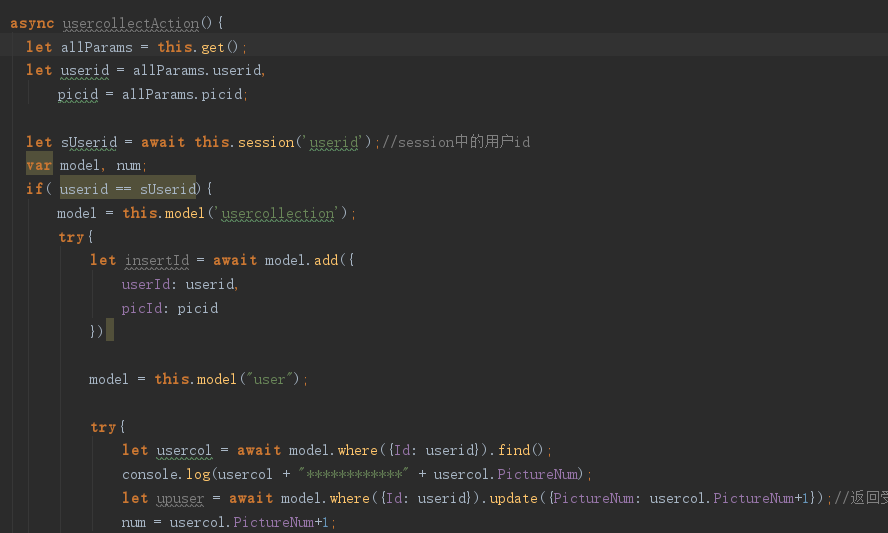 async usercollectAction(){
let allParams = this.get();
let userid = allParams.userid,
picid = allParams.picid;
let sUserid = await this.session('userid');//session中的用户id
var model, num;
if( userid == sUserid){
model = this.model('usercollection');
try{
let insertId = await model.add({
userId: userid,
picId: picid
})
model = this.model("user");
try{
let usercol = await model.where({Id: userid}).find();
console.log(usercol + "************" + usercol.PictureNum);
let upuser = await model.where({Id: userid}).update({PictureNum: usercol.PictureNum+1});//返回
num = usercol.PictureNum+1;